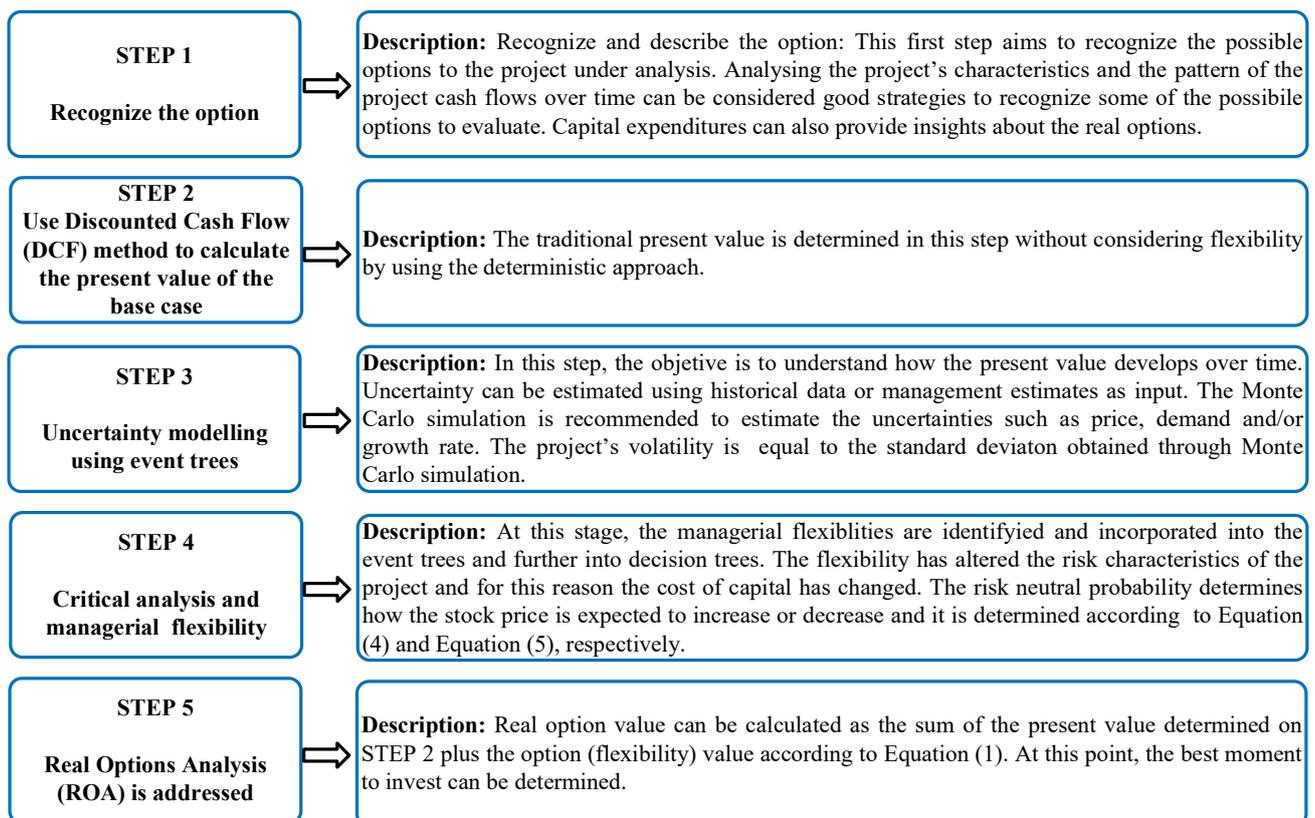 STEP 1
Recognize the option
Description: Recognize and describe the option: This first step aims to recognize the possible
options to the project under analysis. Analysing the project's characteristics and the pattern of the
project cash flows over time can be considered good strategies to recognize some of the possibile
options to evaluate. Capital expenditures can also provide insights about the real options.
STEP 2
Use Discounted Cash Flow
(DCF) method to calculate
the present value of the
base case
Description: The traditional present value is determined in this step without considering flexibility
by using the deterministic approach.
STEP 3
Uncertainty modelling
using event trees
Description: In this step, the objetive is to understand how the present value develops over time.
Uncertainty can be estimated using historical data or management estimates as input. The Monte
Carlo simulation is recommended to estimate the uncertainties such as price, demand and/or
growth rate. The project's volatility is equal to the standard deviaton obtained through Monte
Carlo simulation.
STEP 4
Critical analysis and
managerial flexibility
Description: At this stage, the managerial flexiblities are identifyied and incorporated into the
event trees and further into decision trees. The flexibility has altered the risk characteristics of the
project and for this reason the cost of capital has changed. The risk neutral probability determines
how the stock price is expected to increase or decrease and it is determined according to Equation
(4) and Equation (5), respectively.
STEP 5
Real Options Analysis
(ROA) is addressed
Description: Real option value can be calculated as the sum of the present value determined on
STEP 2 plus the option (flexibility) value according to Equation (1). At this point, the best moment
to invest can be determined.